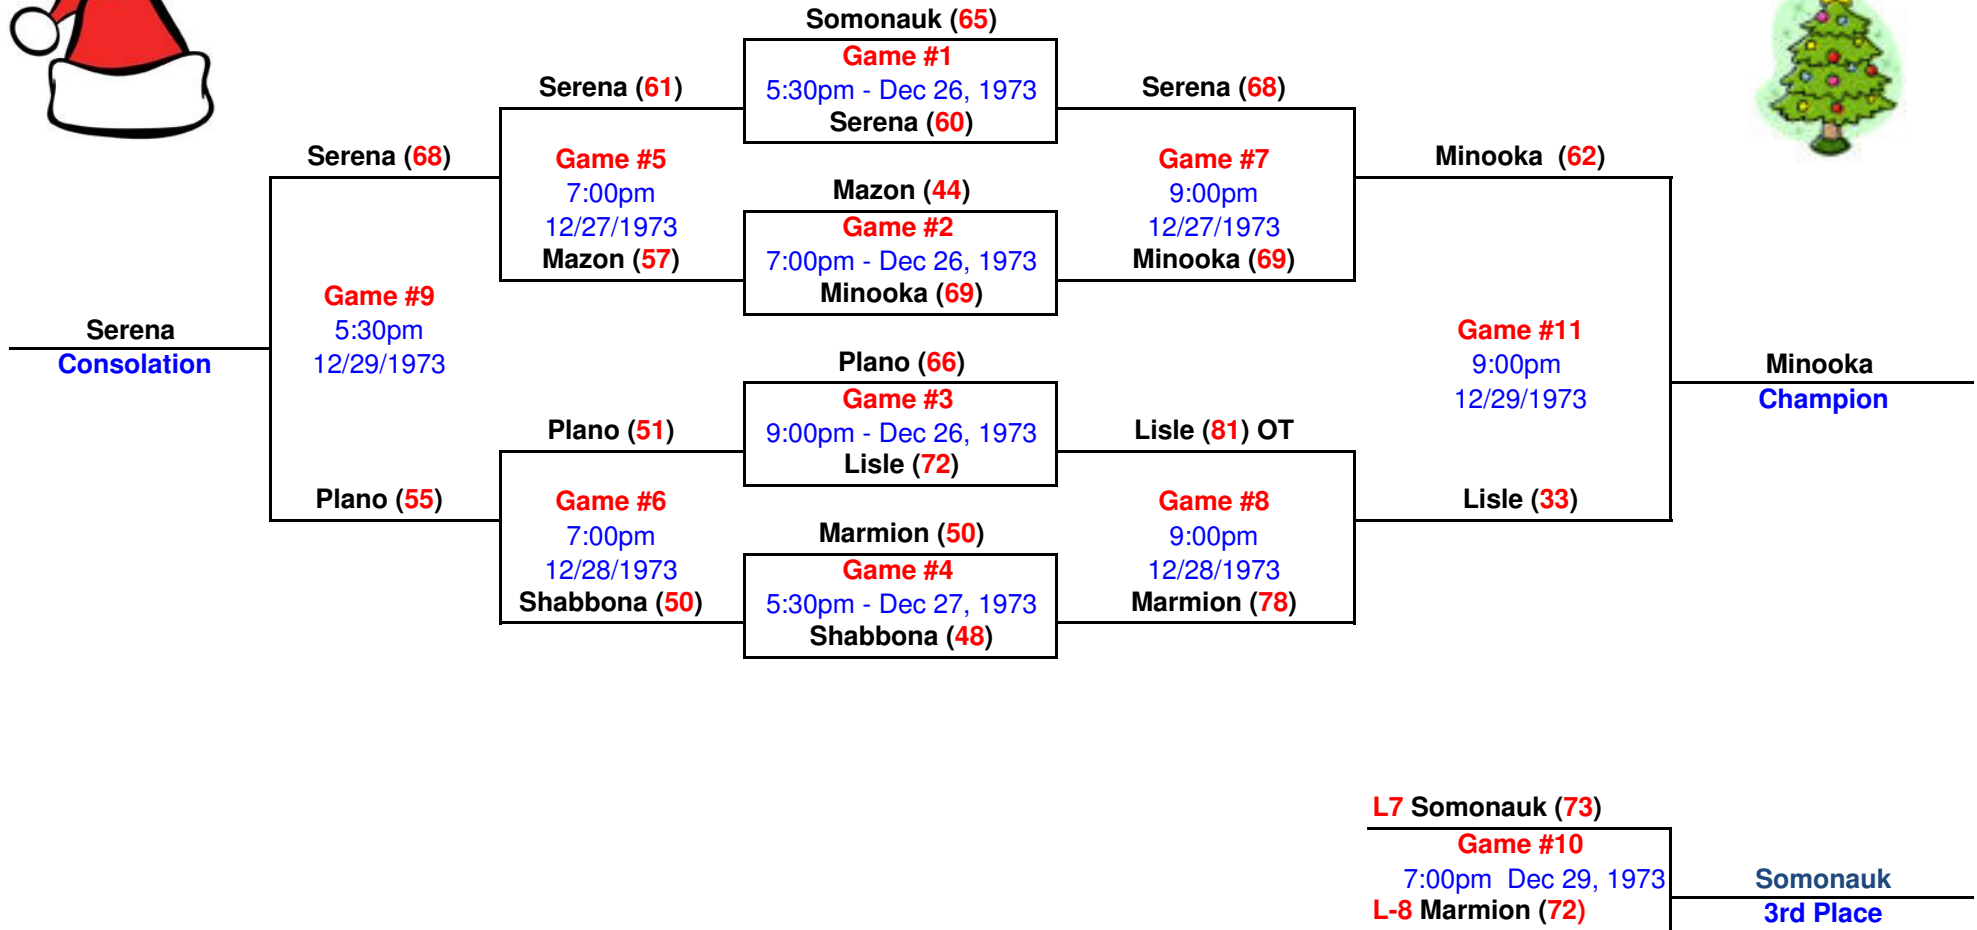 Somonauk (65)
Game #1
5:30pm - Dec 26, 1973
Serena (60)
Serena (61)
Serena (68)
Serena (68)
Game #5
7:00pm
12/27/1973
Mazon (57)
Mazon (44)
Game #2
7:00pm - Dec 26, 1973
Minooka (69)
Game #7
9:00pm
12/27/1973
Minooka (69)
Minooka  (62)
Game #9
5:30pm
12/29/1973
Serena
Consolation
Plano (66)
Game #3
9:00pm - Dec 26, 1973
Lisle (72)
Game #11
9:00pm
12/29/1973
Minooka
Champion
Plano (51)
Lisle (81) OT
Plano (55)
Game #6
7:00pm
12/28/1973
Shabbona (50)
Marmion (50)
Game #4
5:30pm - Dec 27, 1973
Shabbona (48)
Game #8
9:00pm
12/28/1973
Marmion (78)
Lisle (33)
L7 Somonauk (73)
Game #10
7:00pm  Dec 29, 1973
L-8 Marmion (72)
Somonauk
3rd Place